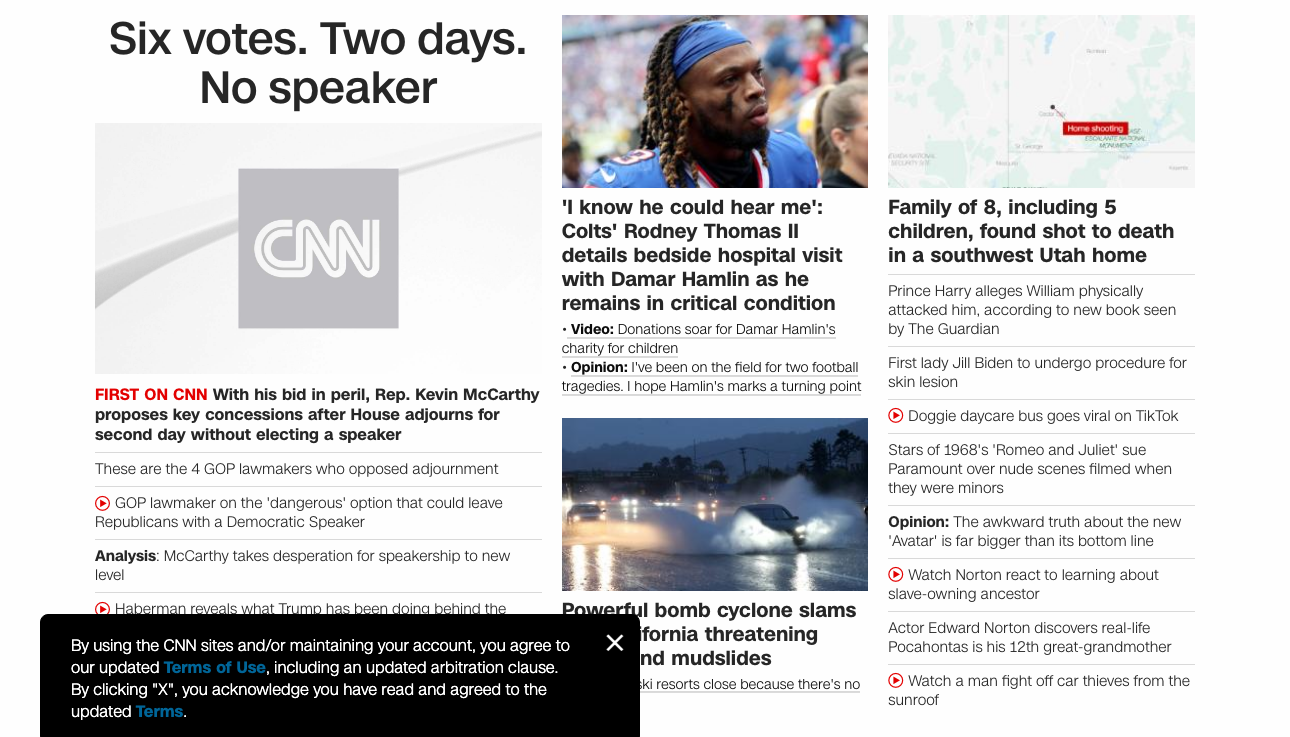 Six votes. Two days.
No speaker
CNN
FIRST ON CNN With his bid in peril, Rep. Kevin McCarthy
proposes key concessions after House adjourns for
second day without electing a speaker
These are the 4 GOP lawmakers who opposed adjournment
GOP lawmaker on the 'dangerous' option that could leave
Republicans with a Democratic Speaker
Analysis: McCarthy takes desperation for speakership to new
level
Haberman reveals what Trump has been doing behind the
By using the CNN sites and/or maintaining your account, you agree to
our updated Terms of Use, including an updated arbitration clause.
By clicking "X", you acknowledge you have read and agreed to the
updated Terms.
'I know he could hear me':
Colts' Rodney Thomas II
details bedside hospital visit
with Damar Hamlin as he
remains in critical condition
• Video: Donations soar for Damar Hamlin's
charity for children
• Opinion: I've been on the field for two football
tragedies. I hope Hamlin's marks a turning point
Powerful bomb cyclone slams
threatening
mudslides
ski resorts close because there's no
Home shooting
St. George
ESCALANTE NATIONAL
MONUMENT
Family of 8, including 5
children, found shot to death
in a southwest Utah home
Prince Harry alleges William physically
attacked him, according to new book seen
by The Guardian
First lady Jill Biden to undergo procedure for
skin lesion
Doggie daycare bus goes viral on TikTok
Stars of 1968's 'Romeo and Juliet' sue
Paramount over nude scenes filmed when
they were minors
Opinion: The awkward truth about the new
'Avatar' is far bigger than its bottom line
Watch Norton react to learning about
slave-owning ancestor
Actor Edward Norton discovers real-life
Pocahontas is his 12th great-grandmother
Watch a man fight off car thieves from the
sunroof